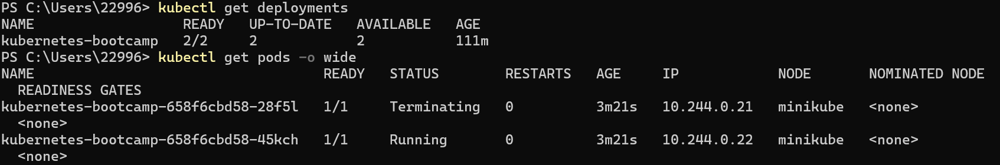 PS C:\Users\22996> kubectl get deployments
NAME                  READY   UP-TO-DATE   AVAILABLE   AGE
kubernetes-bootcamp   2/2     2            2           111m
PS C:\Users\22996> kubectl get pods -o wide
NAME                                   READY   STATUS        RESTARTS   AGE     IP            NODE       NOMINATED NODE
  READINESS GATES
kubernetes-bootcamp-658f6cbd58-28f5l   1/1     Terminating   0          3m21s   10.244.0.21   minikube   <none>
  <none>
kubernetes-bootcamp-658f6cbd58-45kch   1/1     Running       0          3m21s   10.244.0.22   minikube   <none>
  <none>